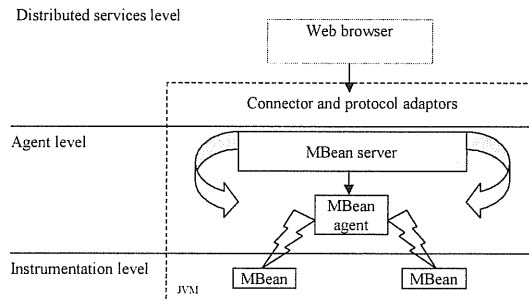 Distributed services level
Web browser
Connector and protocol adaptors
Agent level
MBean server
MBean
agent
Instrumentation level
JVM
MBean
MBean